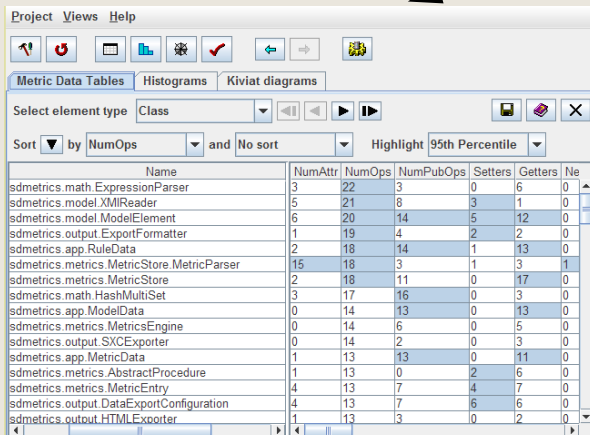 Project Views Help
Metric Data Tables Histograms Kiviat diagrams
Select element type Class
Sort by NumOps and No sort Highlight 95th Percentile
Name NumAttr NumOps NumPubOps Setters Getters Ne
sdmetrics.math.ExpressionParser 3 22 3 0 6 0
sdmetrics.model.XMIReader 5 21 8 3 1 0
sdmetrics.model.ModelElement 6 20 14 5 12 0
sdmetrics.output.ExportFormatter 1 19 4 2 2 0
sdmetrics.app.RuleData 2 18 14 1 13 0
sdmetrics.metrics.MetricStore.MetricParser 15 18 3 1 3 1
sdmetrics.metrics.MetricStore 2 18 11 0 17 0
sdmetrics.math.HashMultiSet 3 17 16 0 3 0
sdmetrics.app.ModelData 0 14 13 0 13 0
sdmetrics.metrics.MetricsEngine 0 14 6 0 5 0
sdmetrics.output.SXCExporter 0 14 2 0 3 0
sdmetrics.app.MetricData 1 13 13 0 11 0
sdmetrics.metrics.AbstractProcedure 1 13 0 2 6 0
sdmetrics.metrics.MetricEntry 4 13 7 4 7 0
sdmetrics.output.DataExportConfiguration 4 13 7 6 6 0
sdmetrics.output.HTMLExporter 1 13 3 0 2 0